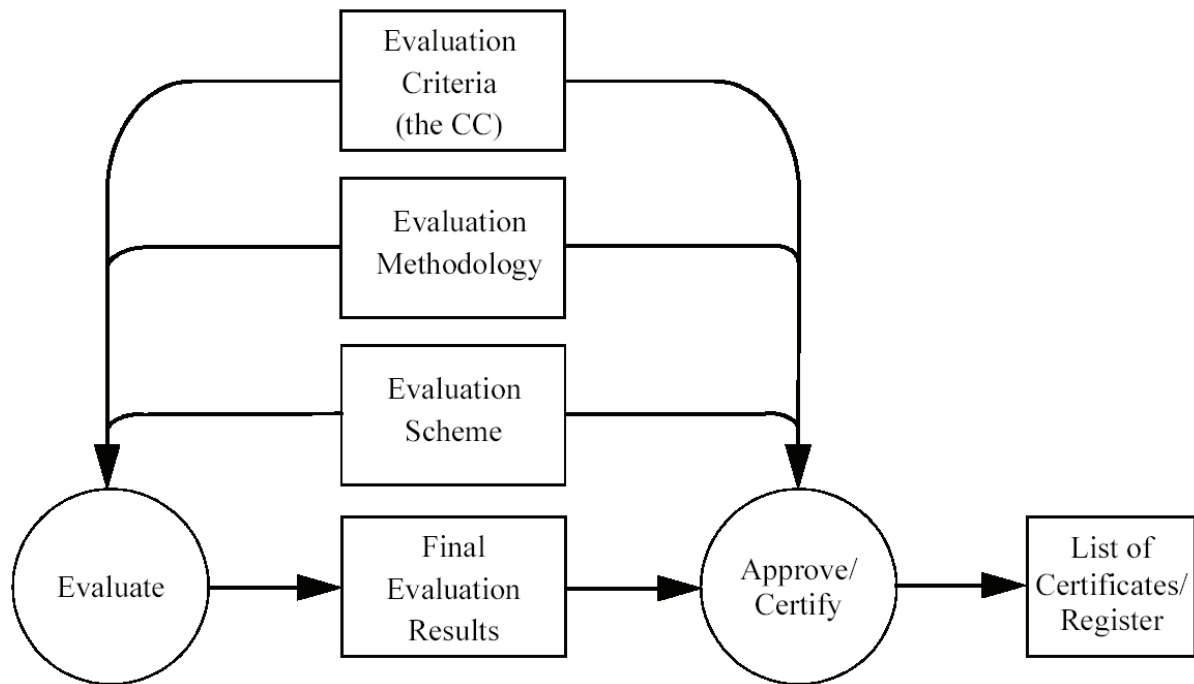 Evaluation
Criteria
(the CC)
Evaluation
Methodology
Evaluation
Scheme
Evaluate
Final
Evaluation
Results
Approve/
Certify
List of
Certificates/
Register